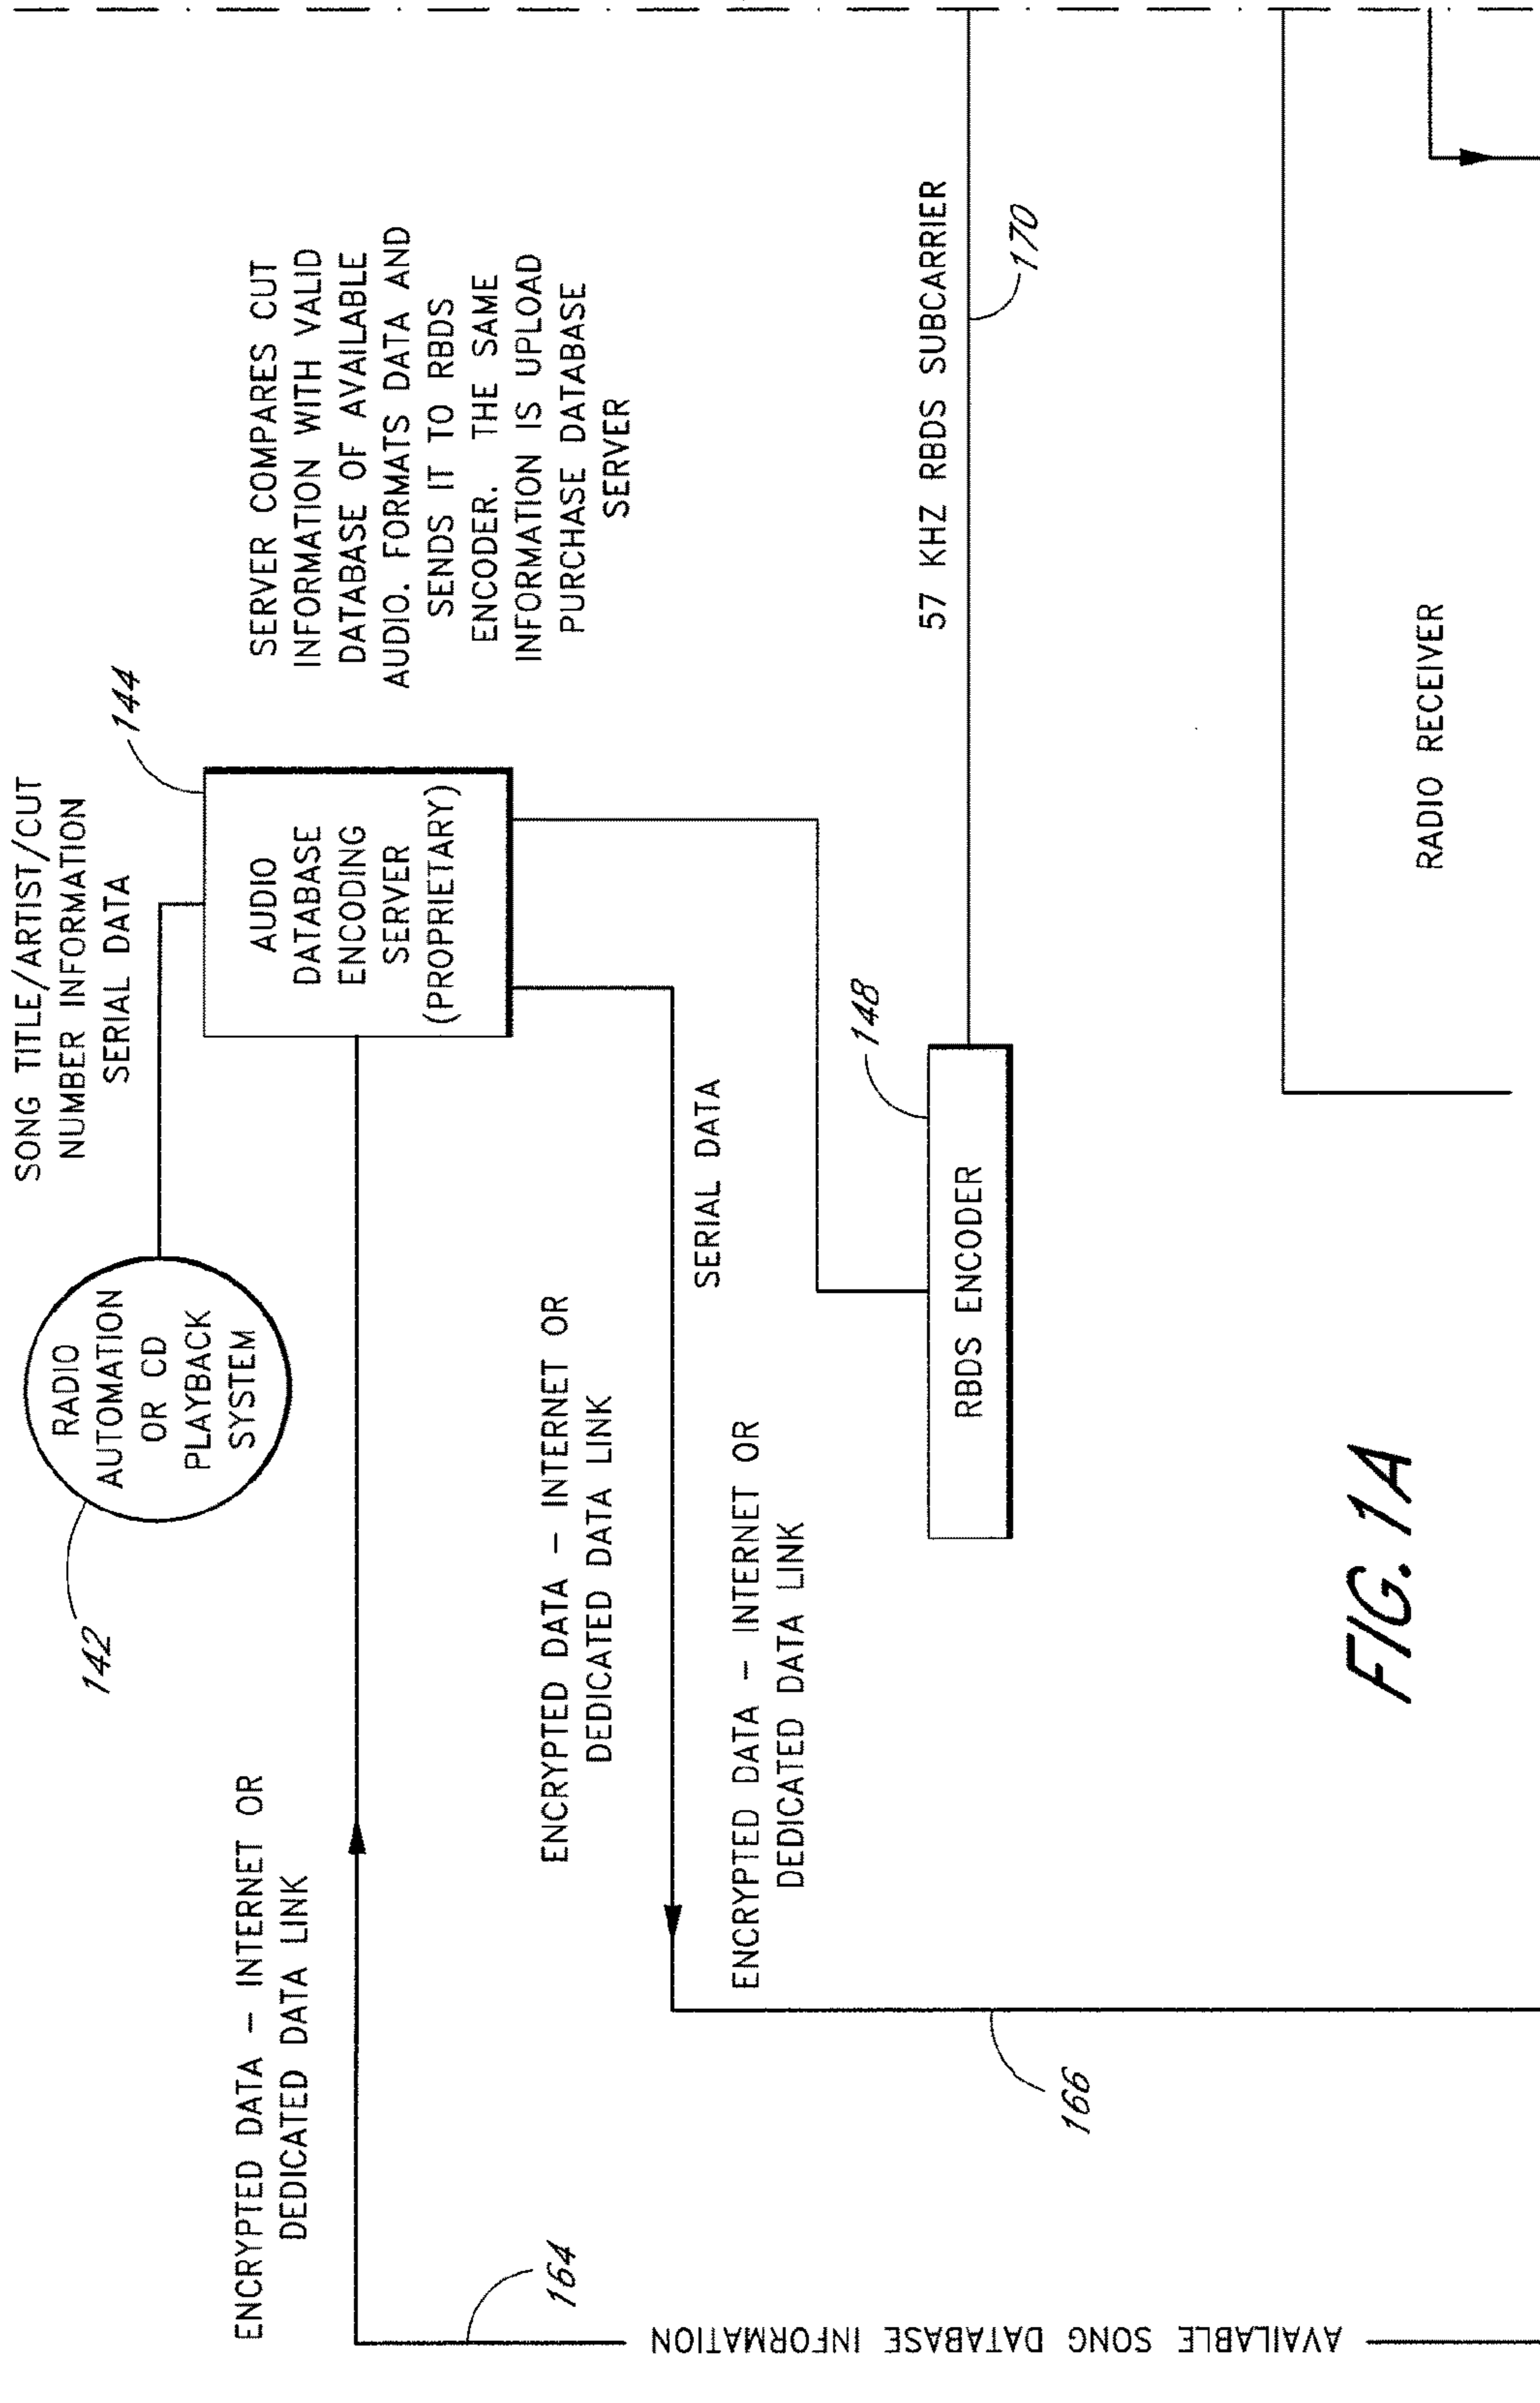 SONG TITLE/ARTIST/CUT
NUMBER INFORMATION
SERIAL DATA
RADIO
AUTOMATION
OR CD
PLAYBACK
SYSTEM
142
144
AUDIO
DATABASE
ENCODING
SERVER
(PROPRIETARY)
SERVER COMPARES CUT
INFORMATION WITH VALID
DATABASE OF AVAILABLE
AUDIO. FORMATS DATA AND
SENDS IT TO RBDS
ENCODER. THE SAME
INFORMATION IS UPLOAD
PURCHASE DATABASE
SERVER
ENCRYPTED DATA – INTERNET OR
DEDICATED DATA LINK
164
AVAILABLE SONG DATABASE INFORMATION
ENCRYPTED DATA – INTERNET OR
DEDICATED DATA LINK
SERIAL DATA
ENCRYPTED DATA – INTERNET OR
DEDICATED DATA LINK
148
RBDS ENCODER
57 KHZ RBDS SUBCARRIER
170
166
RADIO RECEIVER
FIG. 1A